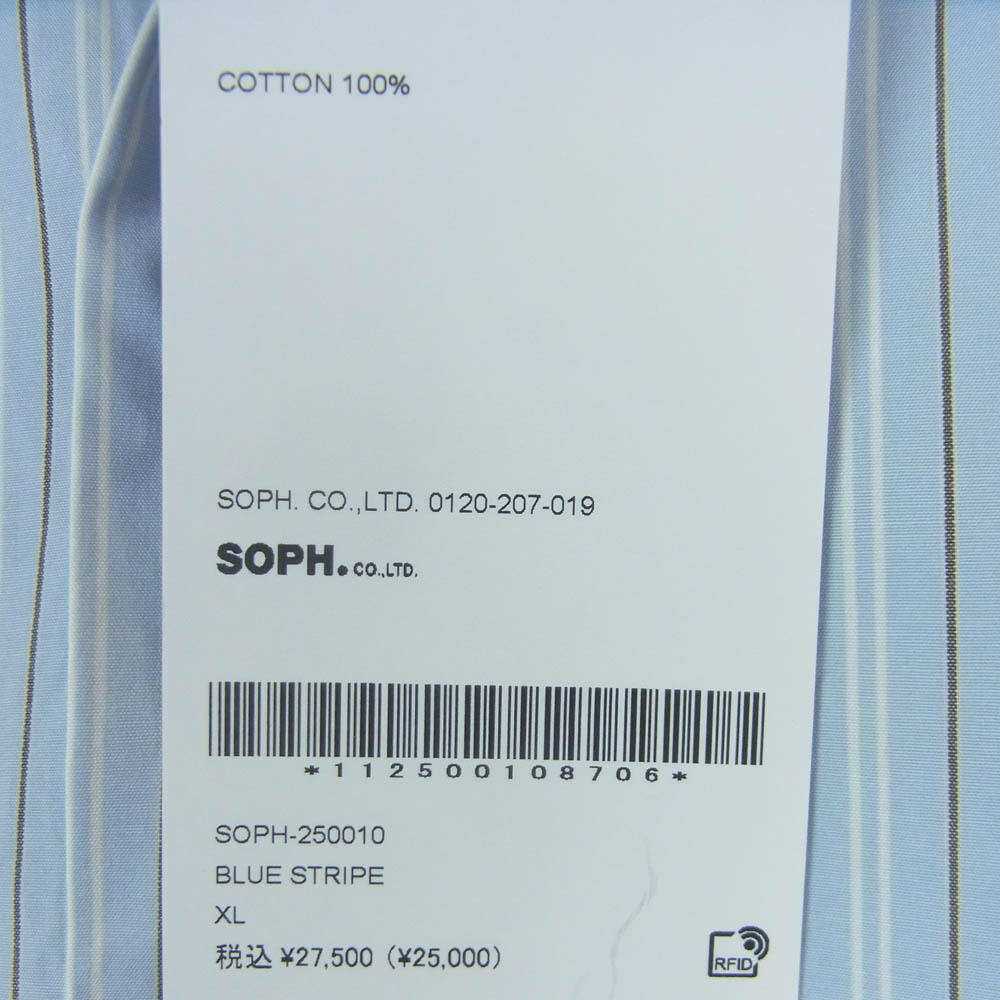 COTTON 100%
SOPH. CO.,LTD. 0120-207-019
SOPH. CO.,LTD.
*112500108706*
SOPH-250010
BLUE STRIPE
XL
税込 ¥27,500 (¥25,000)
RFID